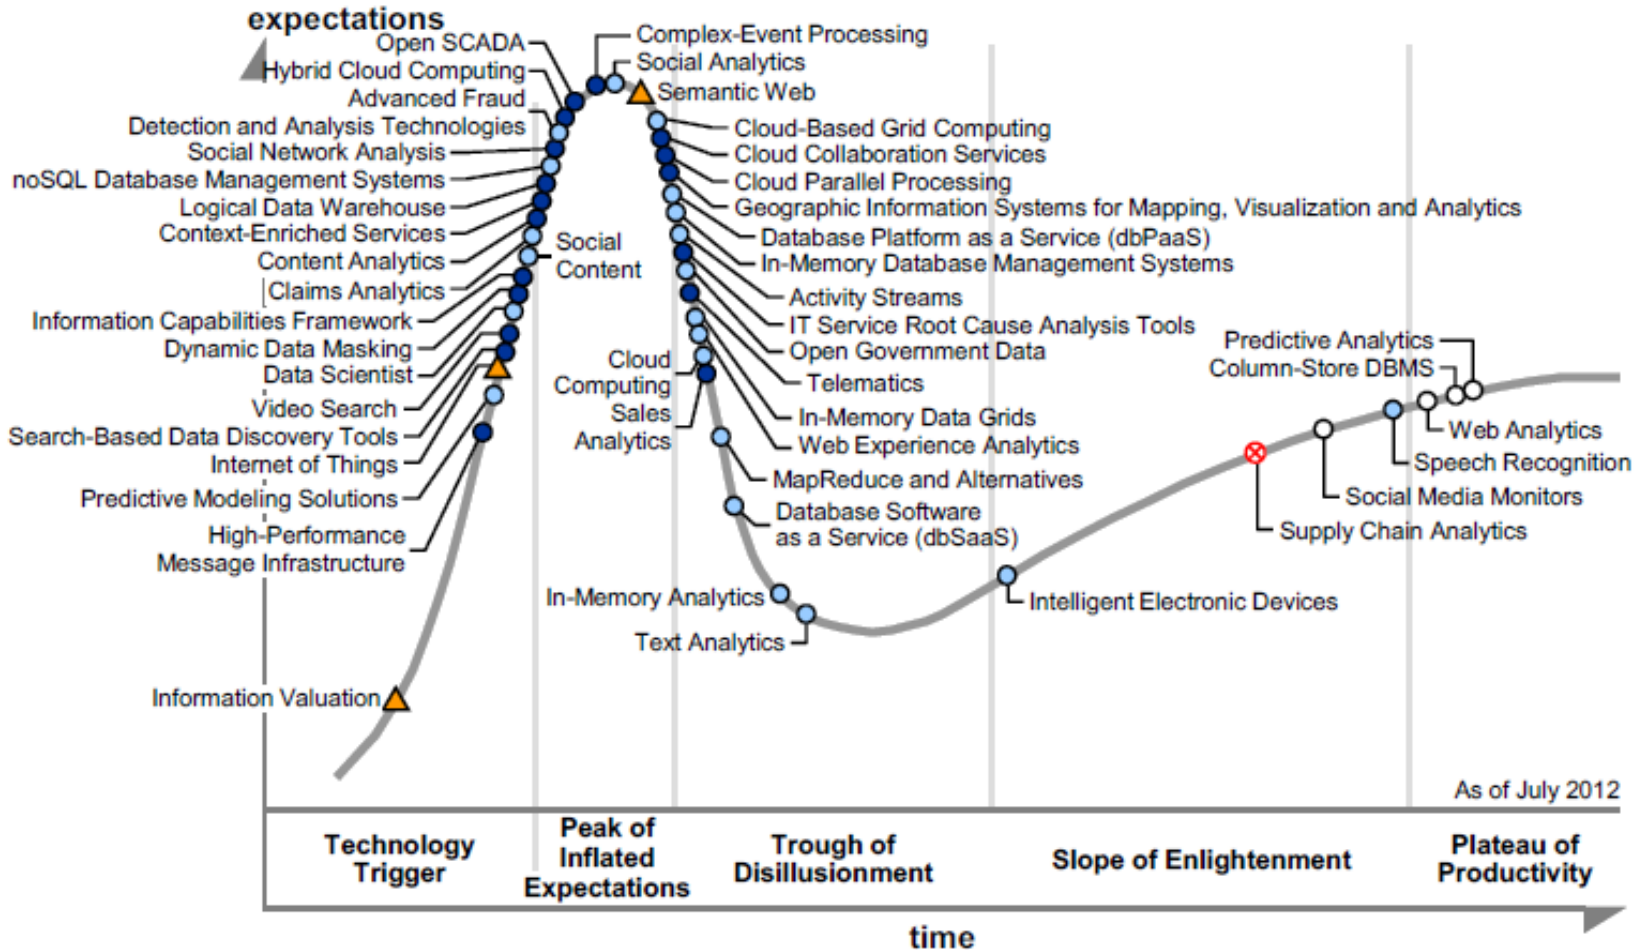 expectations
Open SCADA
Hybrid Cloud Computing
Advanced Fraud
Detection and Analysis Technologies
Social Network Analysis
noSQL Database Management Systems
Logical Data Warehouse
Context-Enriched Services
Content Analytics
Claims Analytics
Information Capabilities Framework
Dynamic Data Masking
Data Scientist
Video Search
Search-Based Data Discovery Tools
Internet of Things
Predictive Modeling Solutions
High-Performance
Message Infrastructure
Information Valuation
Social
Content
Complex-Event Processing
Social Analytics
Semantic Web
Cloud-Based Grid Computing
Cloud Collaboration Services
Cloud Parallel Processing
Geographic Information Systems for Mapping, Visualization and Analytics
Database Platform as a Service (dbPaaS)
In-Memory Database Management Systems
Activity Streams
IT Service Root Cause Analysis Tools
Open Government Data
Telematics
In-Memory Data Grids
Web Experience Analytics
Cloud
Computing
Sales
Analytics
MapReduce and Alternatives
Database Software
as a Service (dbSaaS)
In-Memory Analytics
Text Analytics
Intelligent Electronic Devices
Supply Chain Analytics
Social Media Monitors
Speech Recognition
Web Analytics
Predictive Analytics
Column-Store DBMS
As of July 2012
Technology
Trigger
Peak of
Inflated
Expectations
Trough of
Disillusionment
Slope of Enlightenment
Plateau of
Productivity
time